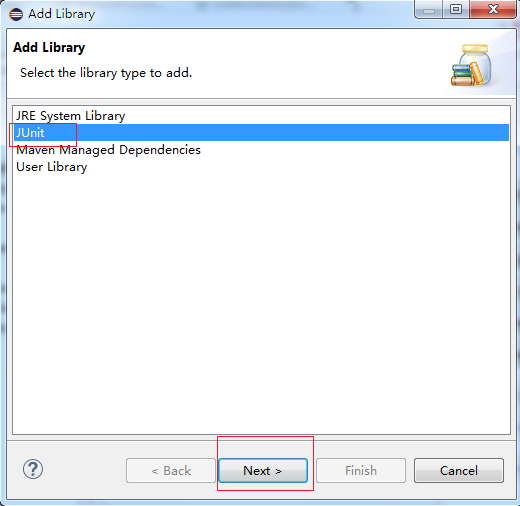 Add Library
Add Library
Select the library type to add.
JRE System Library
JUnit
Maven Managed Dependencies
User Library
? < Back Next > Finish Cancel